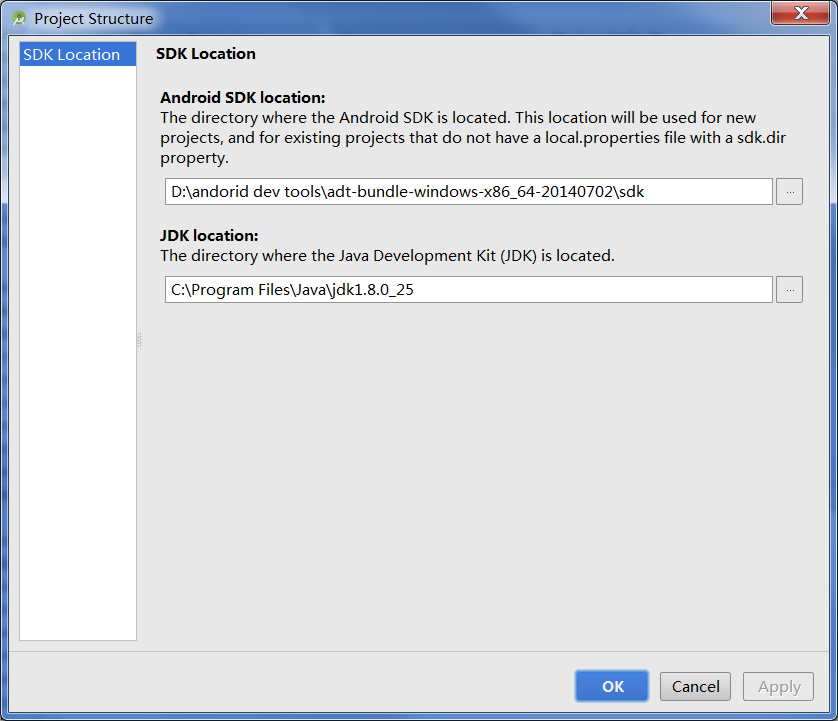 Project Structure
SDK Location
SDK Location
Android SDK location:
The directory where the Android SDK is located. This location will be used for new
projects, and for existing projects that do not have a local.properties file with a sdk.dir
property.
D:\andorid dev tools\adt-bundle-windows-x86_64-20140702\sdk
...
JDK location:
The directory where the Java Development Kit (JDK) is located.
C:\Program Files\Java\jdk1.8.0_25
...
OK
Cancel
Apply